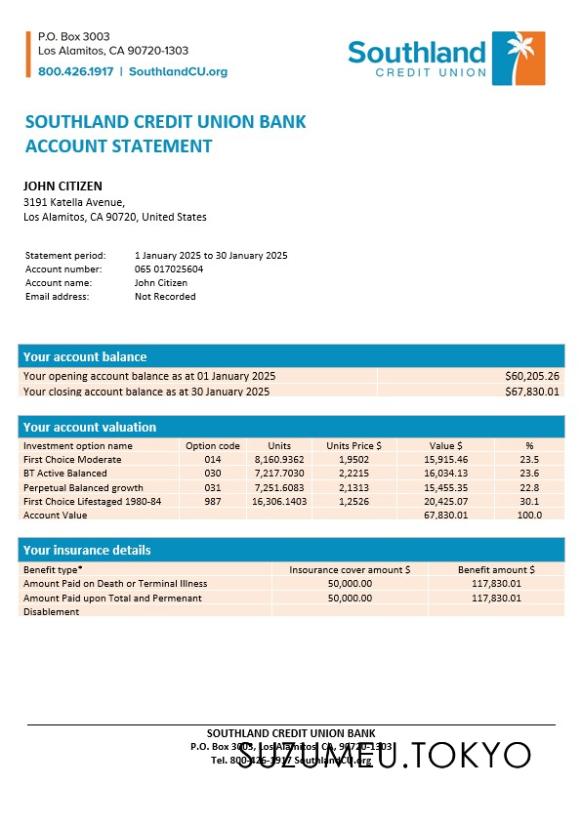 P.O. Box 3003
Los Alamitos, CA 90720-1303
800.426.1917 | SouthlandCU.org
Southland
CREDIT UNION
SOUTHLAND CREDIT UNION BANK
ACCOUNT STATEMENT
JOHN CITIZEN
3191 Katella Avenue,
Los Alamitos, CA 90720, United States
Statement period: 1 January 2025 to 30 January 2025
Account number: 065 017025604
Account name: John Citizen
Email address: Not Recorded
Your account balance
Your opening account balance as at 01 January 2025 $60,205.26
Your closing account balance as at 30 January 2025 $67,830.01
Your account valuation
Investment option name Option code Units Units Price $ Value $ %
First Choice Moderate 014 8,160.9362 1,9502 15,915.46 23.5
BT Active Balanced 030 7,217.7030 2,2215 16,034.13 23.6
Perpetual Balanced growth 031 7,251.6083 2,1313 15,455.35 22.8
First Choice Lifestaged 1980-84 987 16,306.1403 1,2526 20,425.07 30.1
Account Value 67,830.01 100.0
Your insurance details
Benefit type* Insourance cover amount $ Benefit amount $
Amount Paid on Death or Terminal Illness 50,000.00 117,830.01
Amount Paid upon Total and Permenant 50,000.00 117,830.01
Disablement
SOUTHLAND CREDIT UNION BANK
P.O. Box 3003, Los Alamitos, CA, 90720-1303
Tel. 800-426-1917 SouthlandCU.org
SUZUMEU.TOKYO